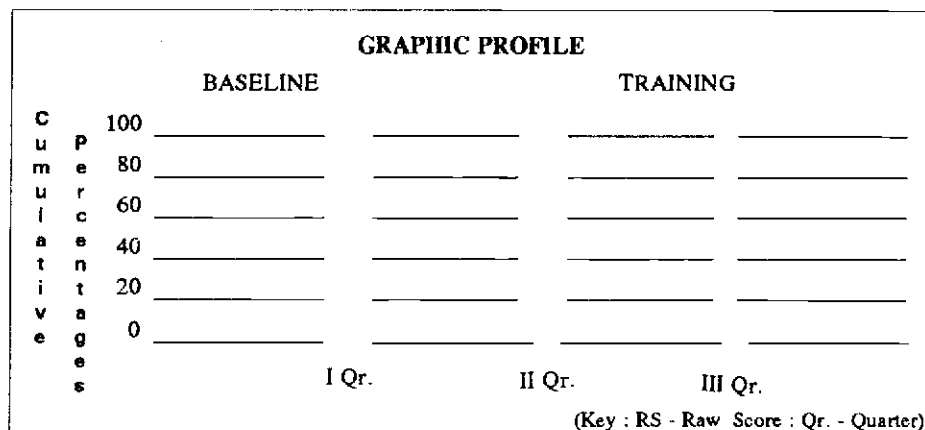 GRAPHIC PROFILE
BASELINE TRAINING
Cumulative
Percentages
100
80
60
40
20
0
I Qr. II Qr. III Qr.
(Key : RS - Raw Score : Qr. - Quarter)